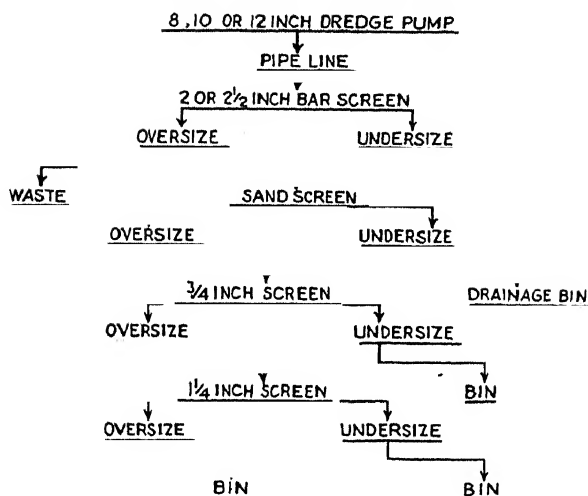 8, 10 OR 12 INCH DREDGE PUMP
PIPE LINE
2 OR 2½ INCH BAR SCREEN
OVERSIZE UNDERSIZE
WASTE SAND SCREEN
OVERSIZE UNDERSIZE
¾ INCH SCREEN DRAINAGE BIN
OVERSIZE UNDERSIZE
BIN
1¼ INCH SCREEN
OVERSIZE UNDERSIZE
BIN BIN